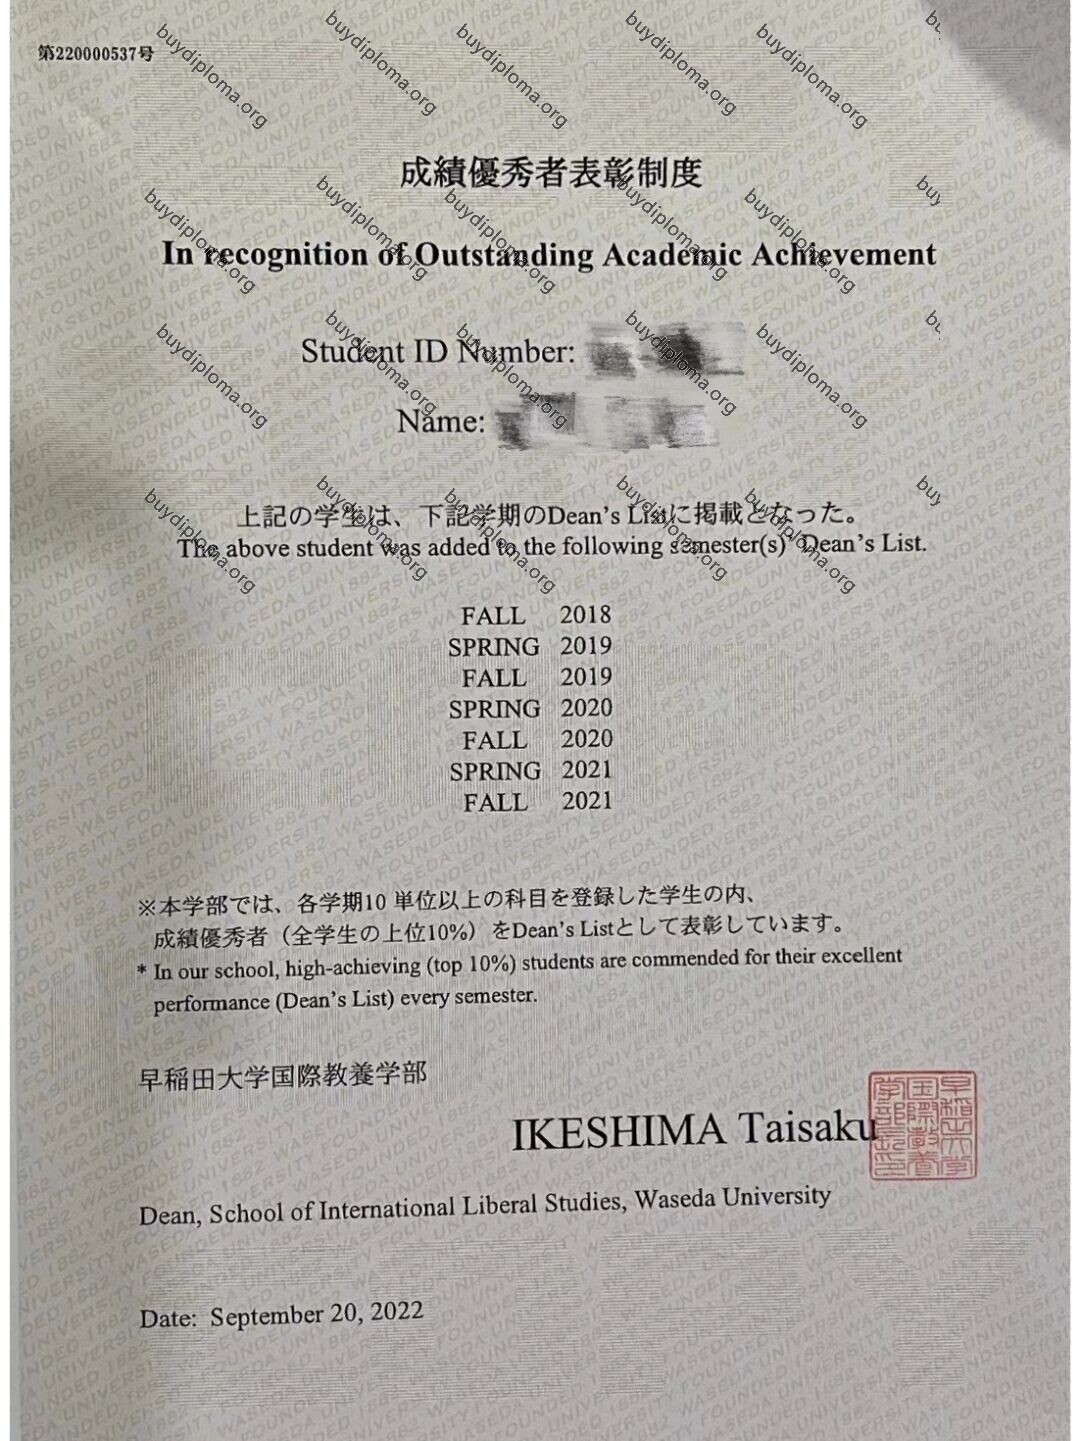 第220000537号
成績優秀者表彰制度
In recognition of Outstanding Academic Achievement
Student ID Number:
Name:
上記の学生は、下記学期のDean's Listに掲載となった。
The above student was added to the following semester(s)' Dean's List.
FALL 2018
SPRING 2019
FALL 2019
SPRING 2020
FALL 2020
SPRING 2021
FALL 2021
※本学部では、各学期10 単位以上の科目を登録した学生の内、
成績優秀者（全学生の上位10%）をDean's Listとして表彰しています。
* In our school, high-achieving (top 10%) students are commended for their excellent
performance (Dean's List) every semester.
早稲田大学国際教養学部
IKESHIMA Taisaku
Dean, School of International Liberal Studies, Waseda University
Date: September 20, 2022
buydiploma.org
WASEDA UNIVERSITY FOUNDED 1882